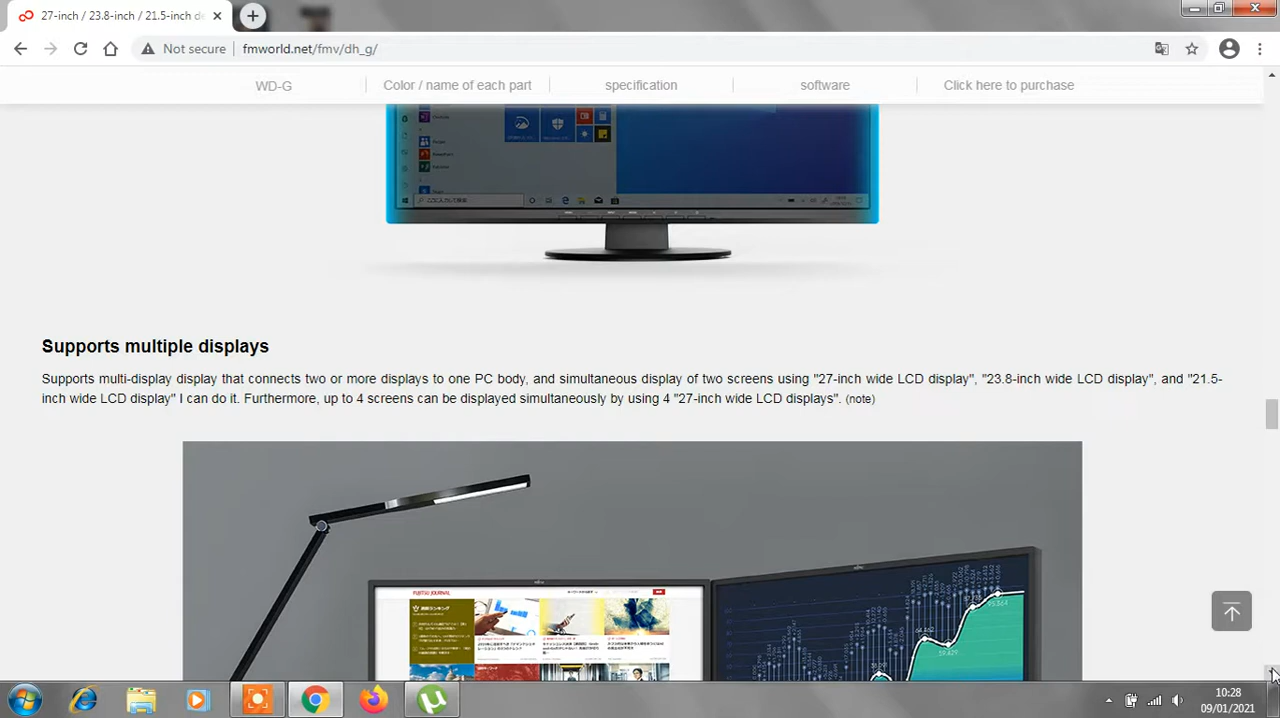 27-inch / 23.8-inch / 21.5-inch de
Not secure
fmworld.net/fmv/dh_g/
WD-G
Color / name of each part
specification
software
Click here to purchase
Supports multiple displays
Supports multi-display display that connects two or more displays to one PC body, and simultaneous display of two screens using "27-inch wide LCD display", "23.8-inch wide LCD display", and "21.5-
inch wide LCD display" I can do it. Furthermore, up to 4 screens can be displayed simultaneously by using 4 "27-inch wide LCD displays". (note)
FUJITSU JOURNAL
10:28
09/01/2021